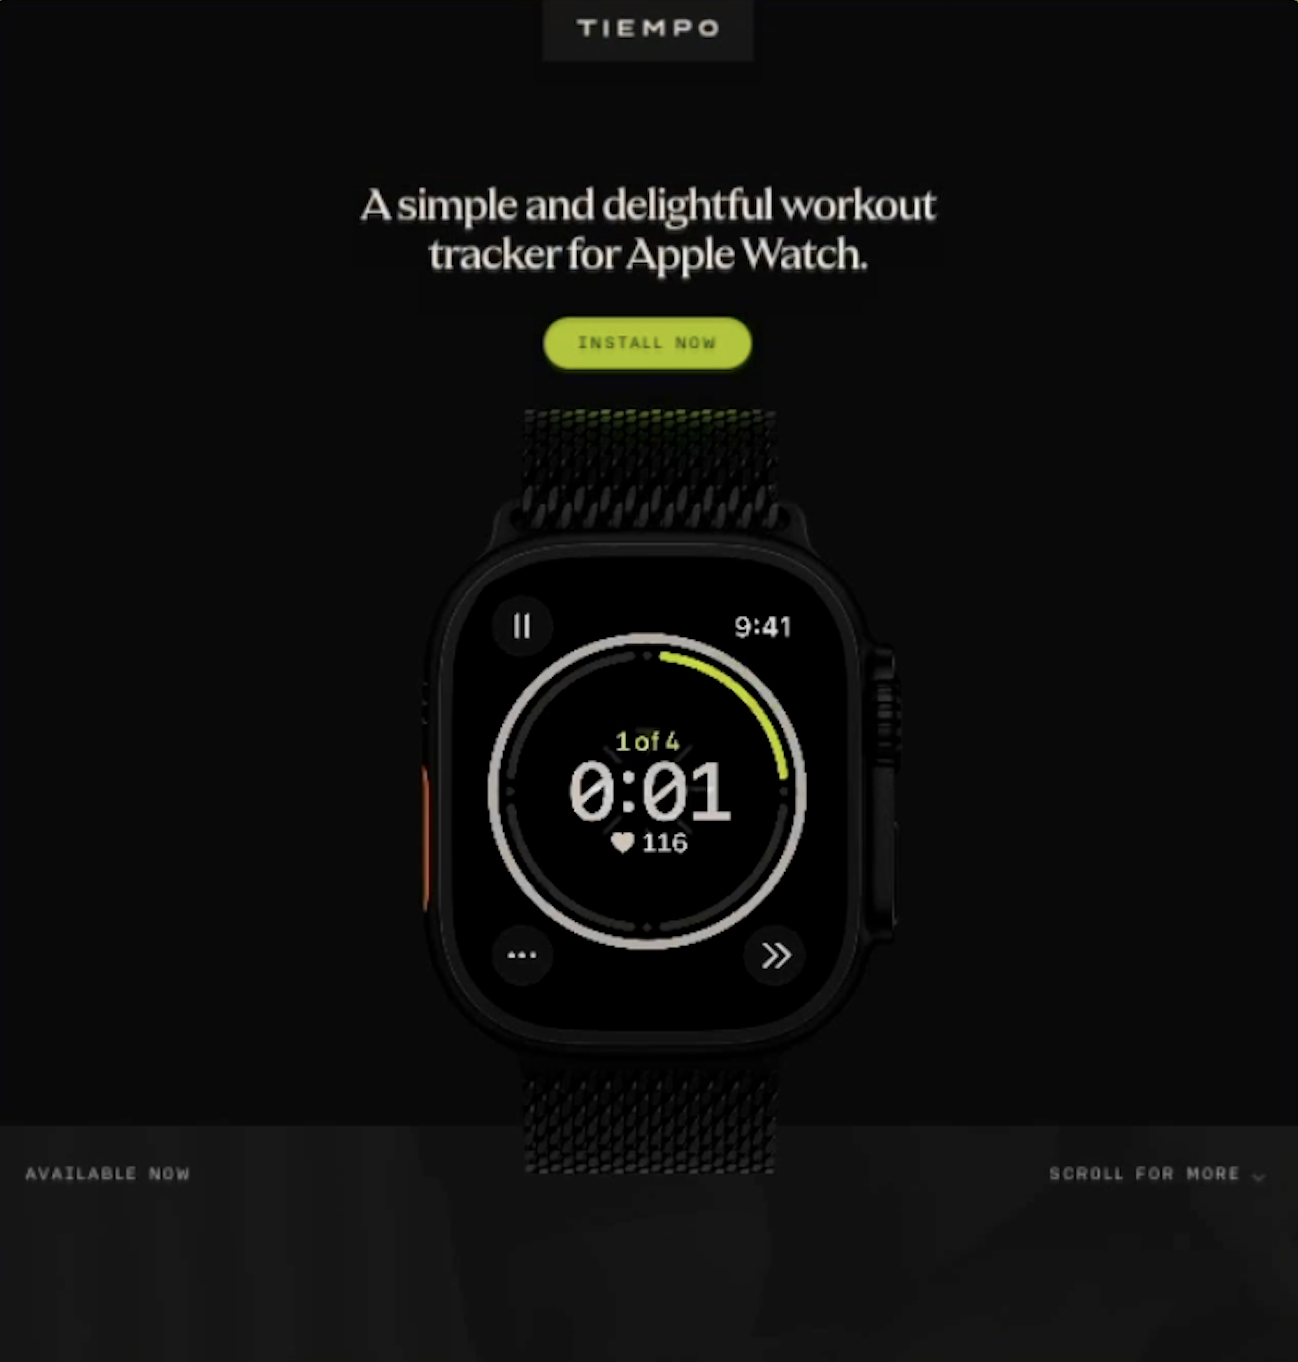 TIEMPO
A simple and delightful workout
tracker for Apple Watch.
INSTALL NOW
9:41
1 of 4
0:01
116
AVAILABLE NOW
SCROLL FOR MORE